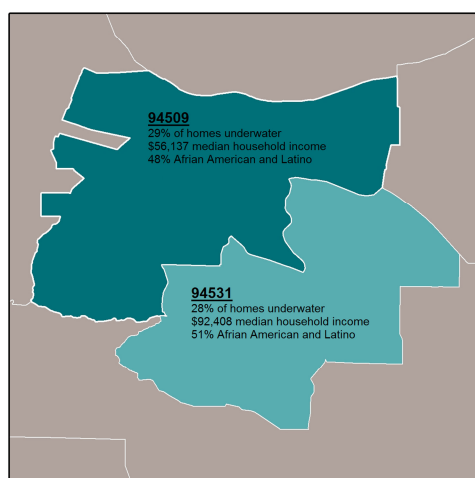 94509
29% of homes underwater
$56,137 median household income
48% Afrian American and Latino
94531
28% of homes underwater
$92,408 median household income
51% Afrian American and Latino